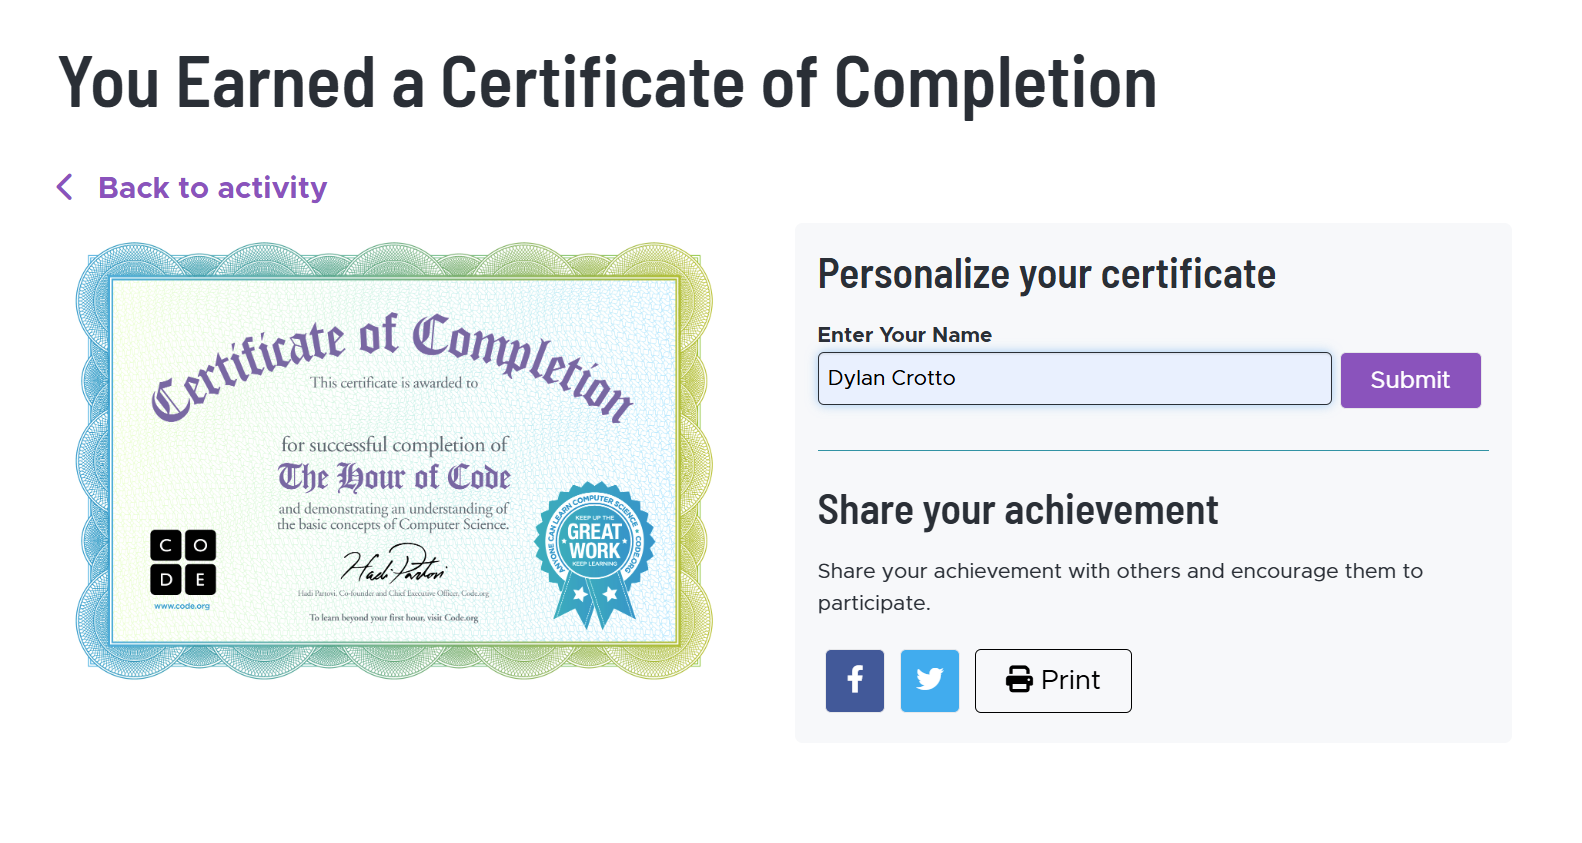 You Earned a Certificate of Completion
Back to activity
Certificate of Completion
This certificate is awarded to
for successful completion of
The Hour of Code
and demonstrating an understanding of
the basic concepts of Computer Science.
Hadi Partovi
Hadi Partovi, Co-founder and Chief Executive Officer, Code.org
To learn beyond your first hour, visit Code.org
C O
D E
www.code.org
ANYONE CAN LEARN COMPUTER SCIENCE • CODE.ORG
KEEP UP THE
GREAT
WORK
KEEP LEARNING
Personalize your certificate
Enter Your Name
Dylan Crotto
Submit
Share your achievement
Share your achievement with others and encourage them to
participate.
Print